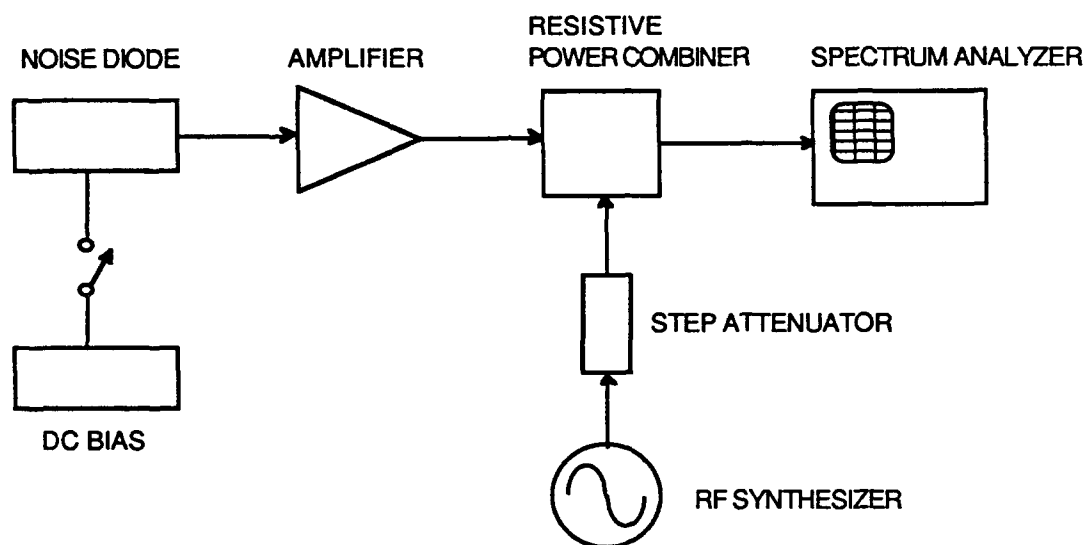 NOISE DIODE
AMPLIFIER
RESISTIVE
POWER COMBINER
SPECTRUM ANALYZER
STEP ATTENUATOR
DC BIAS
RF SYNTHESIZER